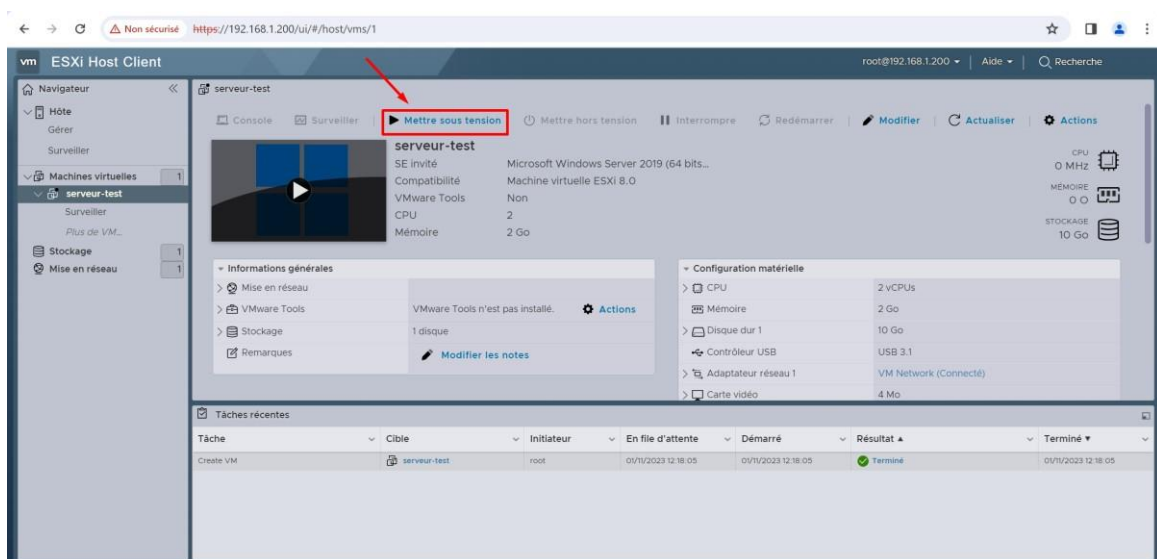 Non sécurisé https://192.168.1.200/ui/#/host/vms/1
vm ESXi Host Client root@192.168.1.200 Aide Recherche
Navigateur
Hôte
Gérer
Surveiller
Machines virtuelles 1
serveur-test
Surveiller
Plus de VM...
Stockage 1
Mise en réseau 1
serveur-test
Console Surveiller Mettre sous tension Mettre hors tension Interrompre Redémarrer Modifier Actualiser Actions
serveur-test
SE invité Microsoft Windows Server 2019 (64 bits...
Compatibilité Machine virtuelle ESXi 8.0
VMware Tools Non
CPU 2
Mémoire 2 Go
CPU
0 MHz
MÉMOIRE
0 O
STOCKAGE
10 Go
Informations générales
Mise en réseau
VMware Tools VMware Tools n'est pas installé. Actions
Stockage 1 disque
Remarques Modifier les notes
Configuration matérielle
CPU 2 vCPUs
Mémoire 2 Go
Disque dur 1 10 Go
Contrôleur USB USB 3.1
Adaptateur réseau 1 VM Network (Connecté)
Carte vidéo 4 Mo
Tâches récentes
Tâche Cible Initiateur En file d'attente Démarré Résultat ▲ Terminé ▼
Create VM serveur-test root 01/11/2023 12:18:05 01/11/2023 12:18:05 Terminé 01/11/2023 12:18:05